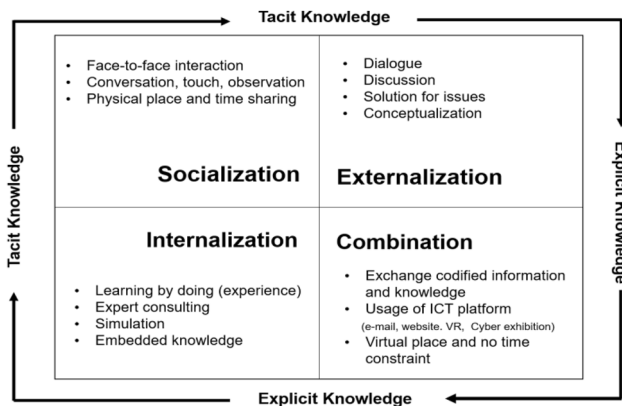 Tacit Knowledge
• Face-to-face interaction
• Conversation, touch, observation
• Physical place and time sharing
Socialization
• Dialogue
• Discussion
• Solution for issues
• Conceptualization
Externalization
Tacit Knowledge
Explicit Knowledge
Internalization
• Learning by doing (experience)
• Expert consulting
• Simulation
• Embedded knowledge
Combination
• Exchange codified information
and knowledge
• Usage of ICT platform
(e-mail, website. VR, Cyber exhibition)
• Virtual place and no time
constraint
Explicit Knowledge